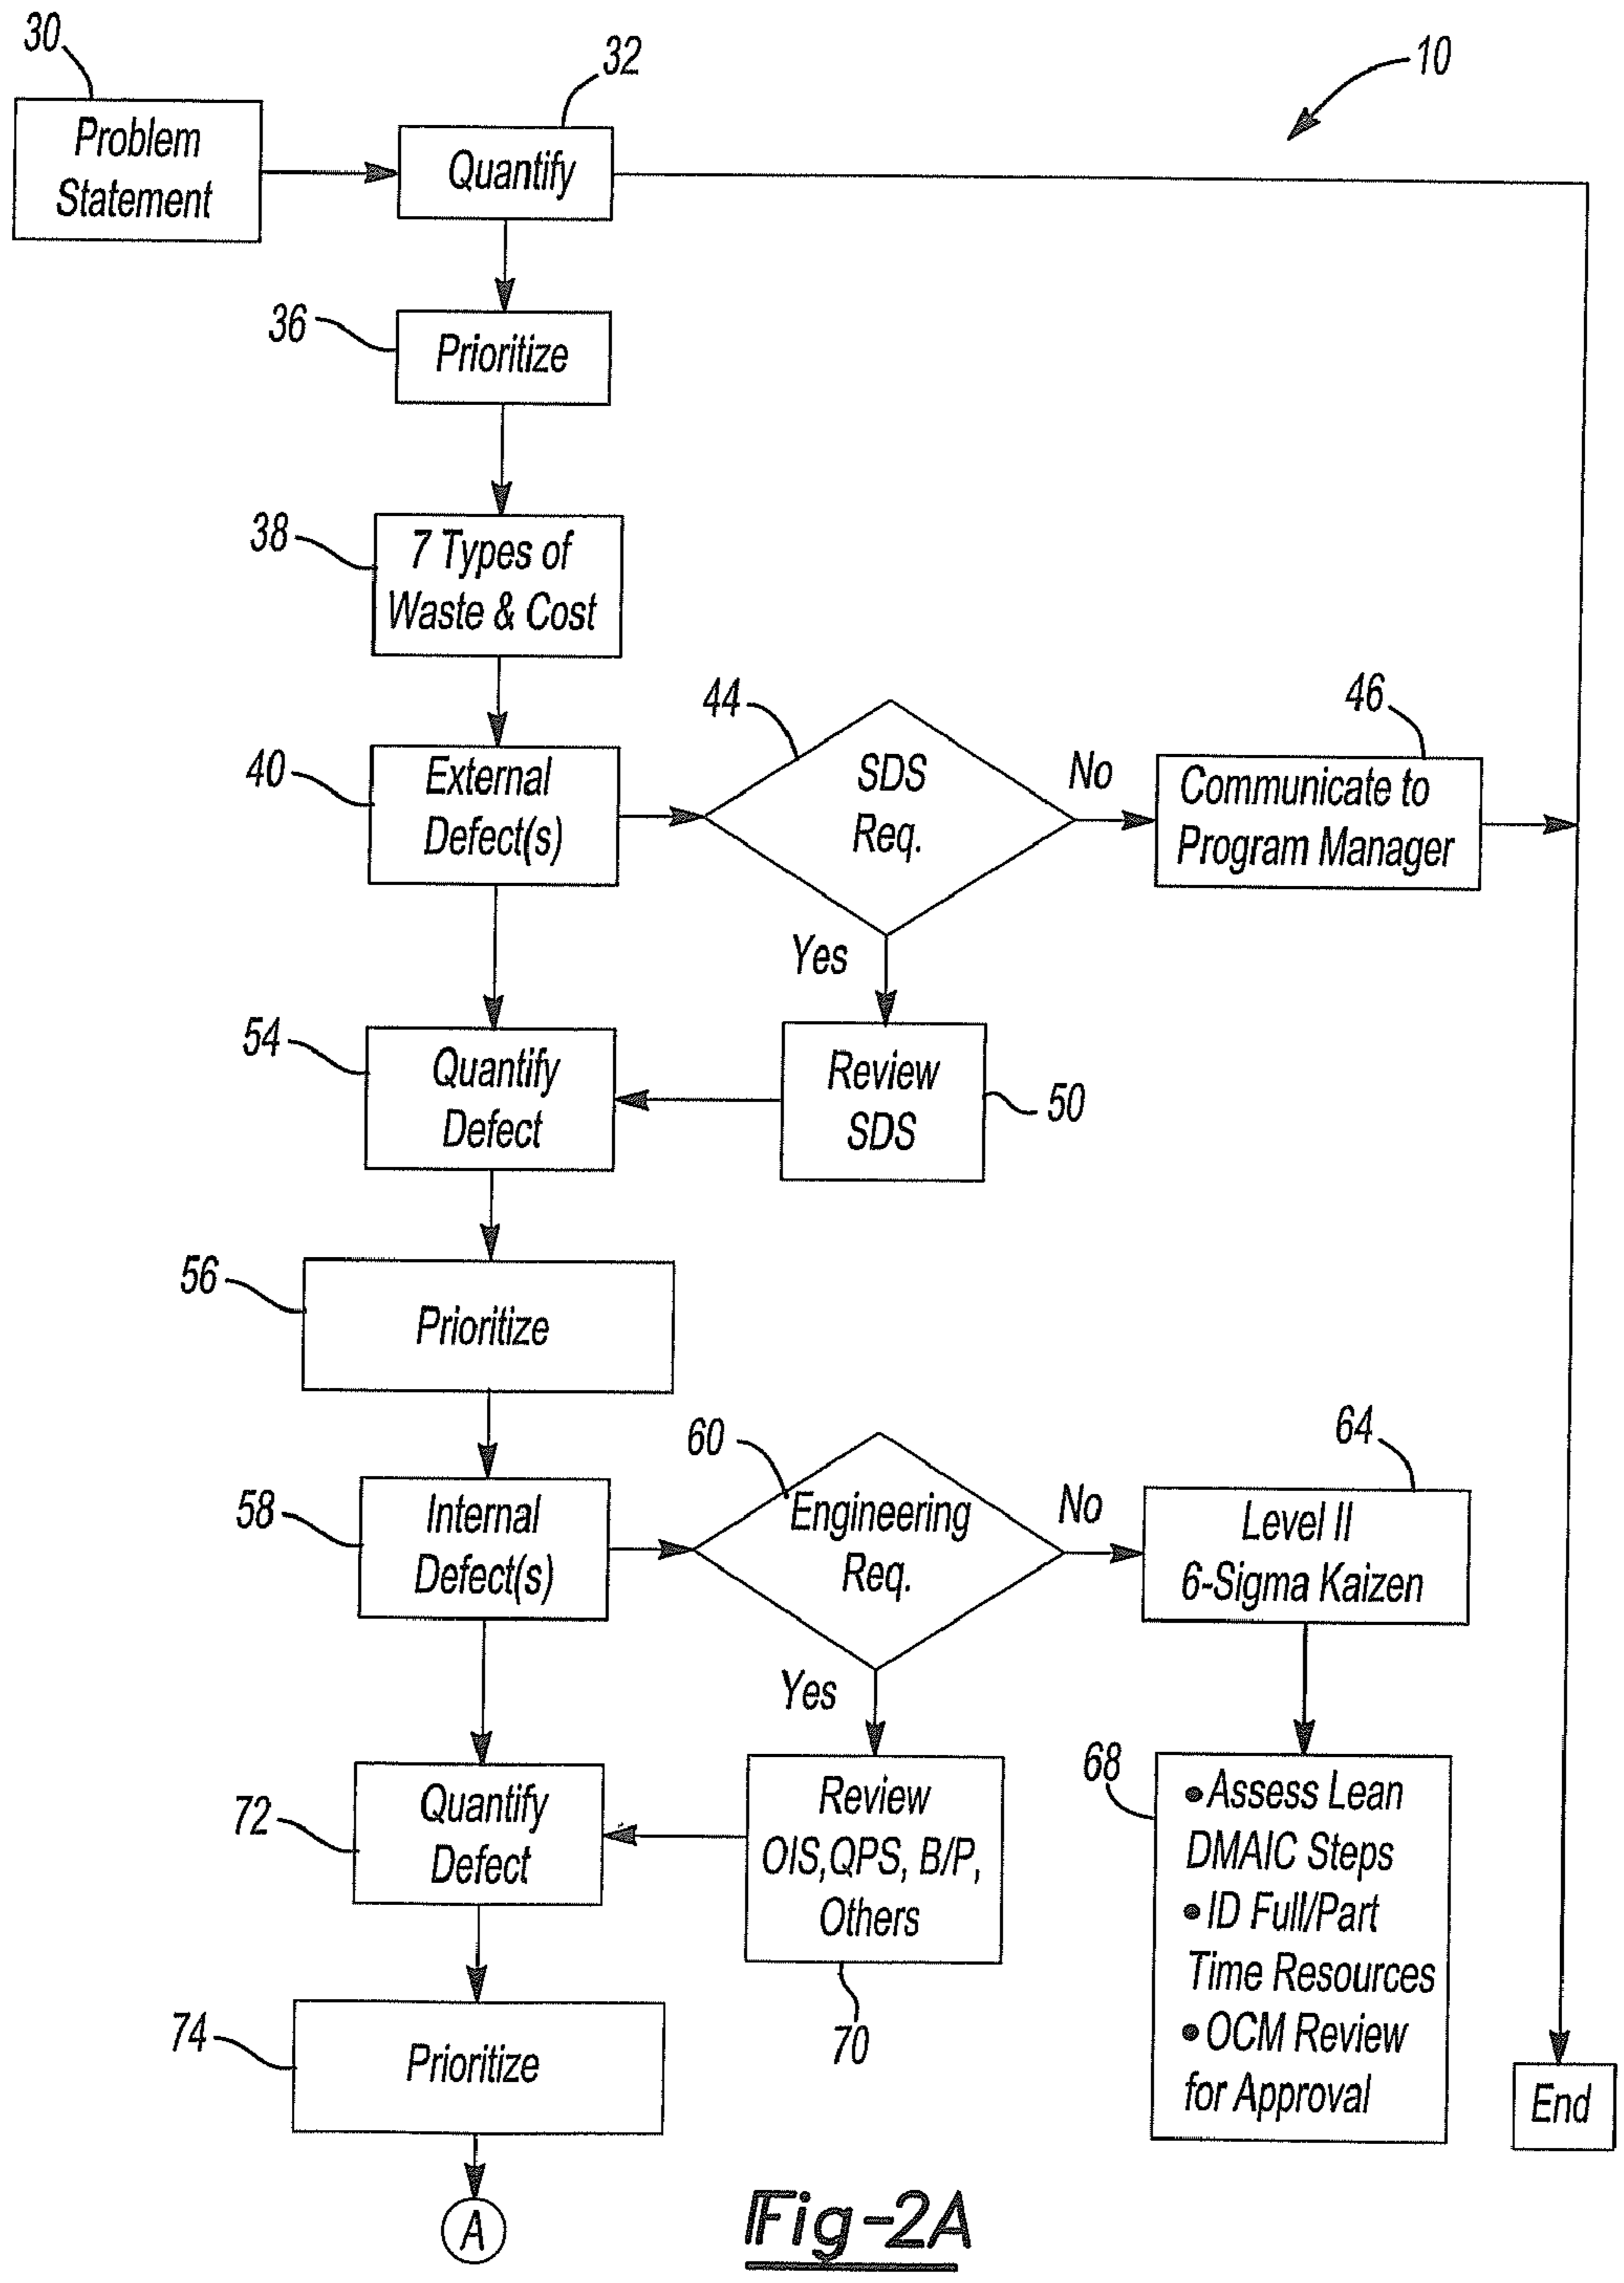 30
32
10
Problem
Statement
Quantify
36
Prioritize
38
7 Types of
Waste & Cost
44
46
40
External
Defect(s)
SDS
Req.
No
Communicate to
Program Manager
Yes
54
Quantify
Defect
Review
SDS
50
56
Prioritize
60
64
58
Internal
Defect(s)
Engineering
Req.
No
Level II
6-Sigma Kaizen
Yes
72
Quantify
Defect
Review
OIS,QPS, B/P,
Others
70
68
•Assess Lean
DMAIC Steps
•ID Full/Part
Time Resources
•OCM Review
for Approval
74
Prioritize
End
A
Fig-2A